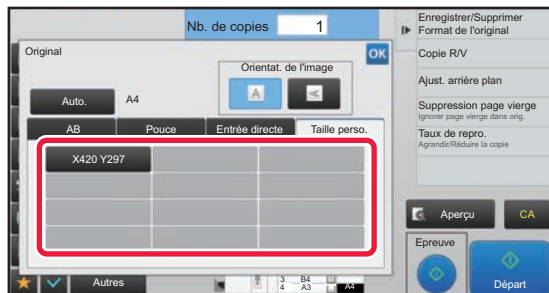 Nb. de copies 1
Enregistrer/Supprimer
Format de l'original
Original
OK
Copie R/V
Orientat. de l'image
A
A
Ajust. arrière plan
Auto. A4
Suppression page vierge
Ignorer page vierge dans orig.
AB Pouce Entrée directe Taille perso.
Taux de repro.
Agrandir/Réduire la copie
X420 Y297
Aperçu CA
Epreuve
Départ
Autres
3 B4
4 A3 A4